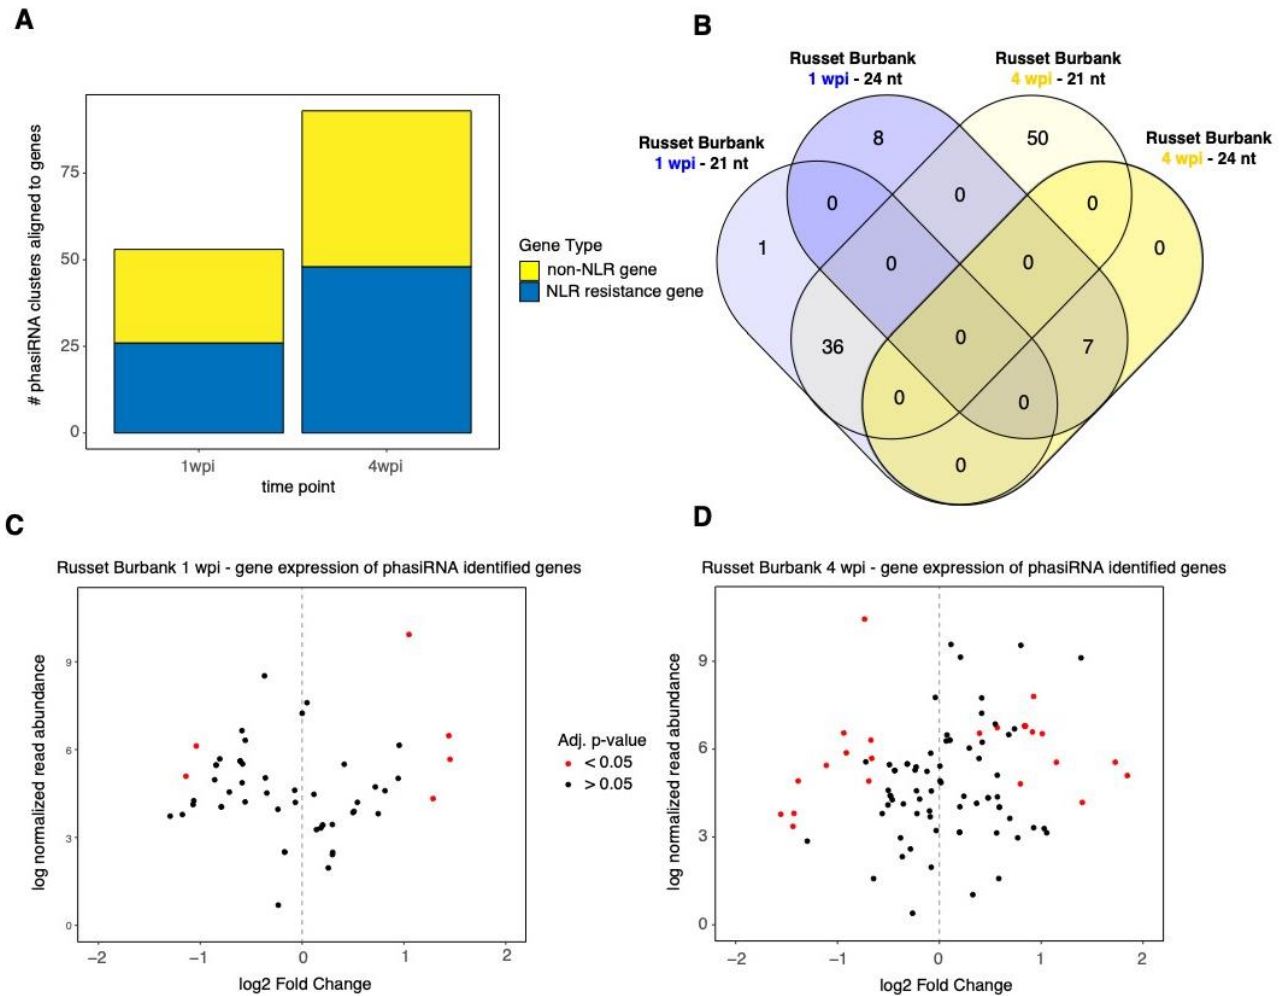 A
# phasiRNA clusters aligned to genes
75
50
25
0
1wpi
4wpi
time point
Gene Type
non-NLR gene
NLR resistance gene
B
Russet Burbank
1 wpi - 24 nt
Russet Burbank
4 wpi - 21 nt
Russet Burbank
1 wpi - 21 nt
Russet Burbank
4 wpi - 24 nt
8
50
0
0
0
1
0
0
0
36
0
7
0
0
0
C
Russet Burbank 1 wpi - gene expression of phasiRNA identified genes
log normalized read abundance
9
6
3
0
−2
−1
0
1
2
log2 Fold Change
Adj. p-value
< 0.05
> 0.05
D
Russet Burbank 4 wpi - gene expression of phasiRNA identified genes
log normalized read abundance
9
6
3
0
−2
−1
0
1
2
log2 Fold Change